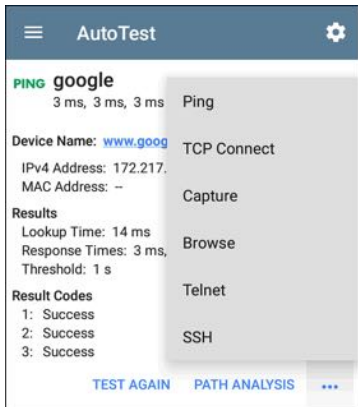 AutoTest
PING google
3 ms, 3 ms, 3 ms
Device Name: www.goog
IPv4 Address: 172.217.
MAC Address: --
Results
Lookup Time: 14 ms
Response Times: 3 ms,
Threshold: 1 s
Result Codes
1: Success
2: Success
3: Success
TEST AGAIN PATH ANALYSIS ...
Ping
TCP Connect
Capture
Browse
Telnet
SSH